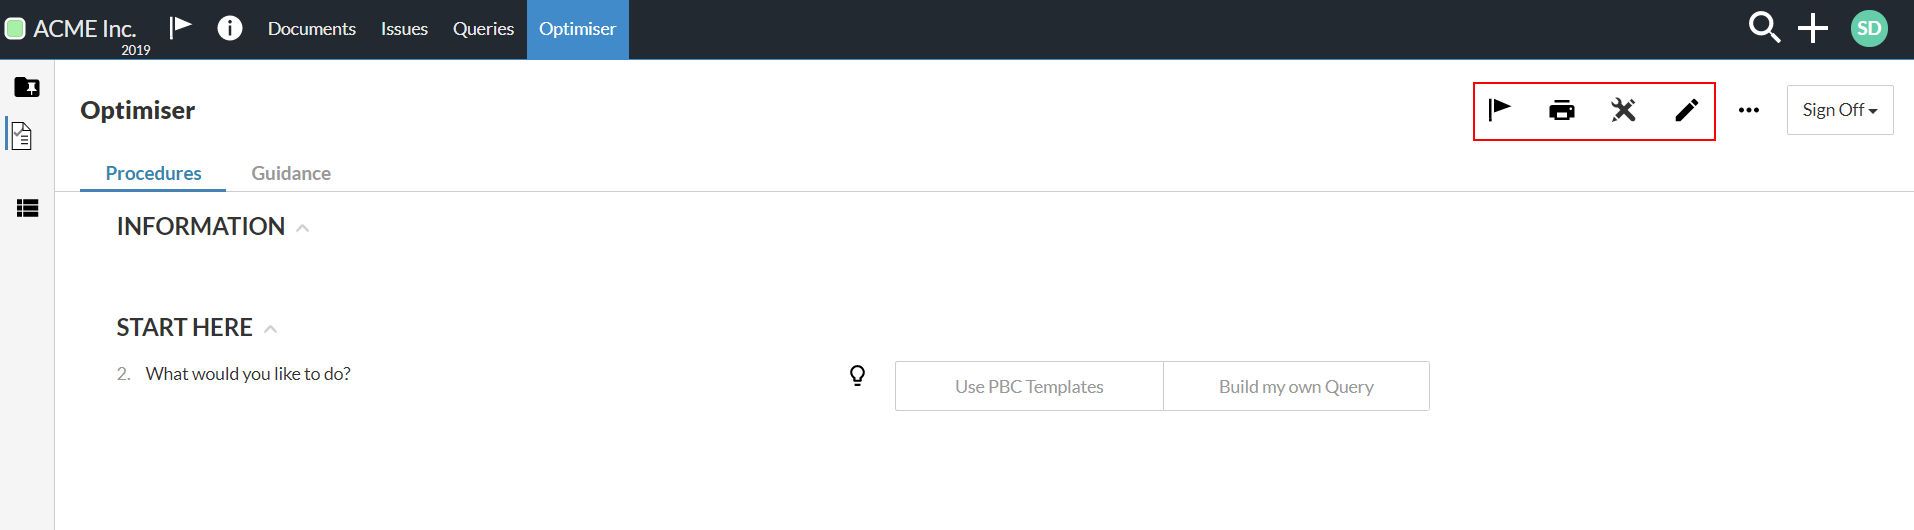 ACME Inc. Documents Issues Queries Optimiser SD
2019
Optimiser Sign Off
Procedures Guidance
INFORMATION
START HERE
2. What would you like to do? Use PBC Templates Build my own Query